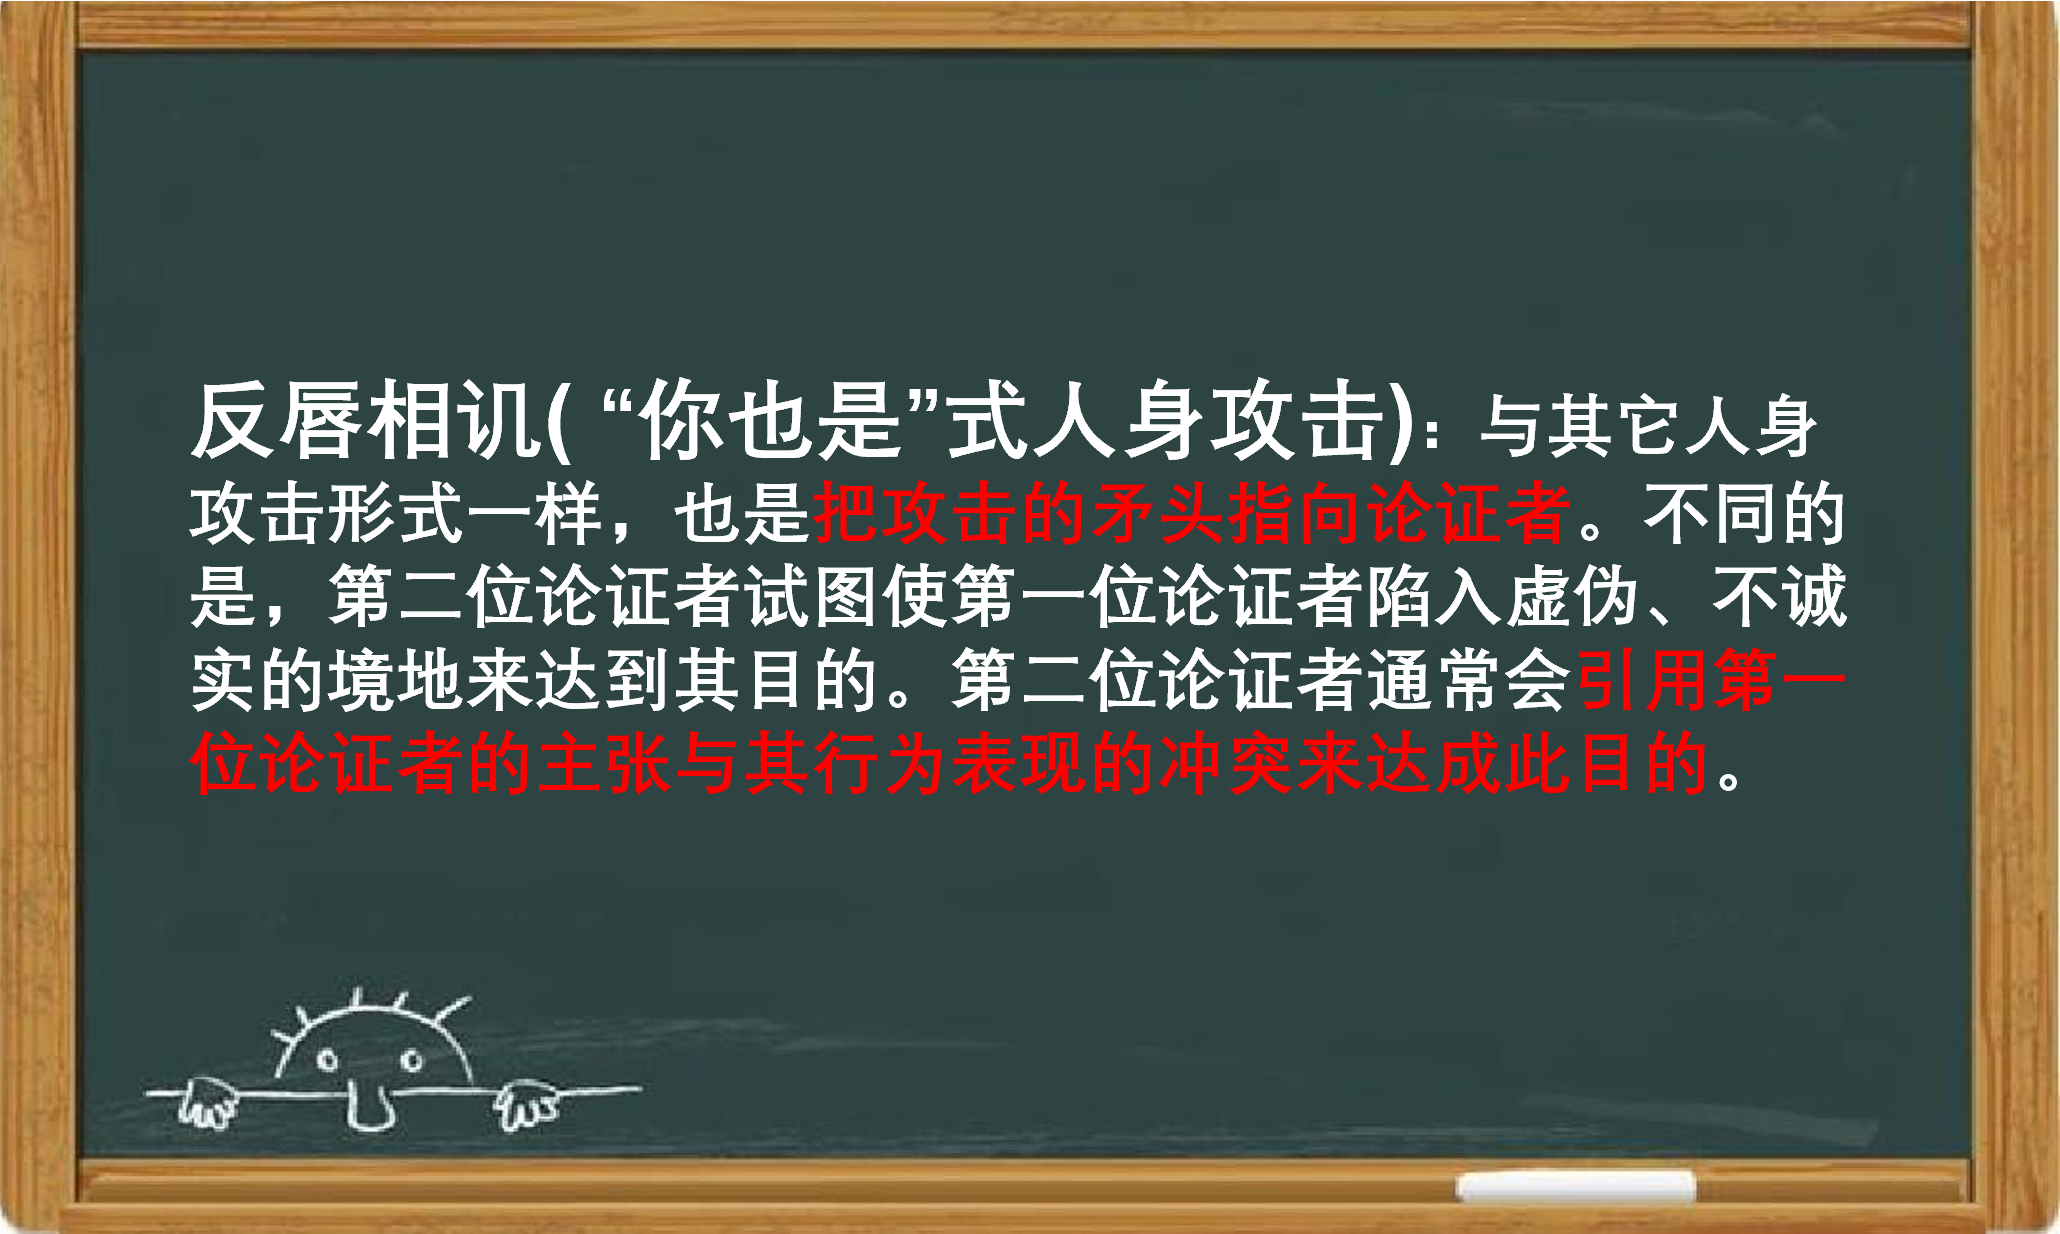 反唇相讥( “你也是”式人身攻击)：与其它人身
攻击形式一样，也是把攻击的矛头指向论证者。不同的
是，第二位论证者试图使第一位论证者陷入虚伪、不诚
实的境地来达到其目的。第二位论证者通常会引用第一
位论证者的主张与其行为表现的冲突来达成此目的。